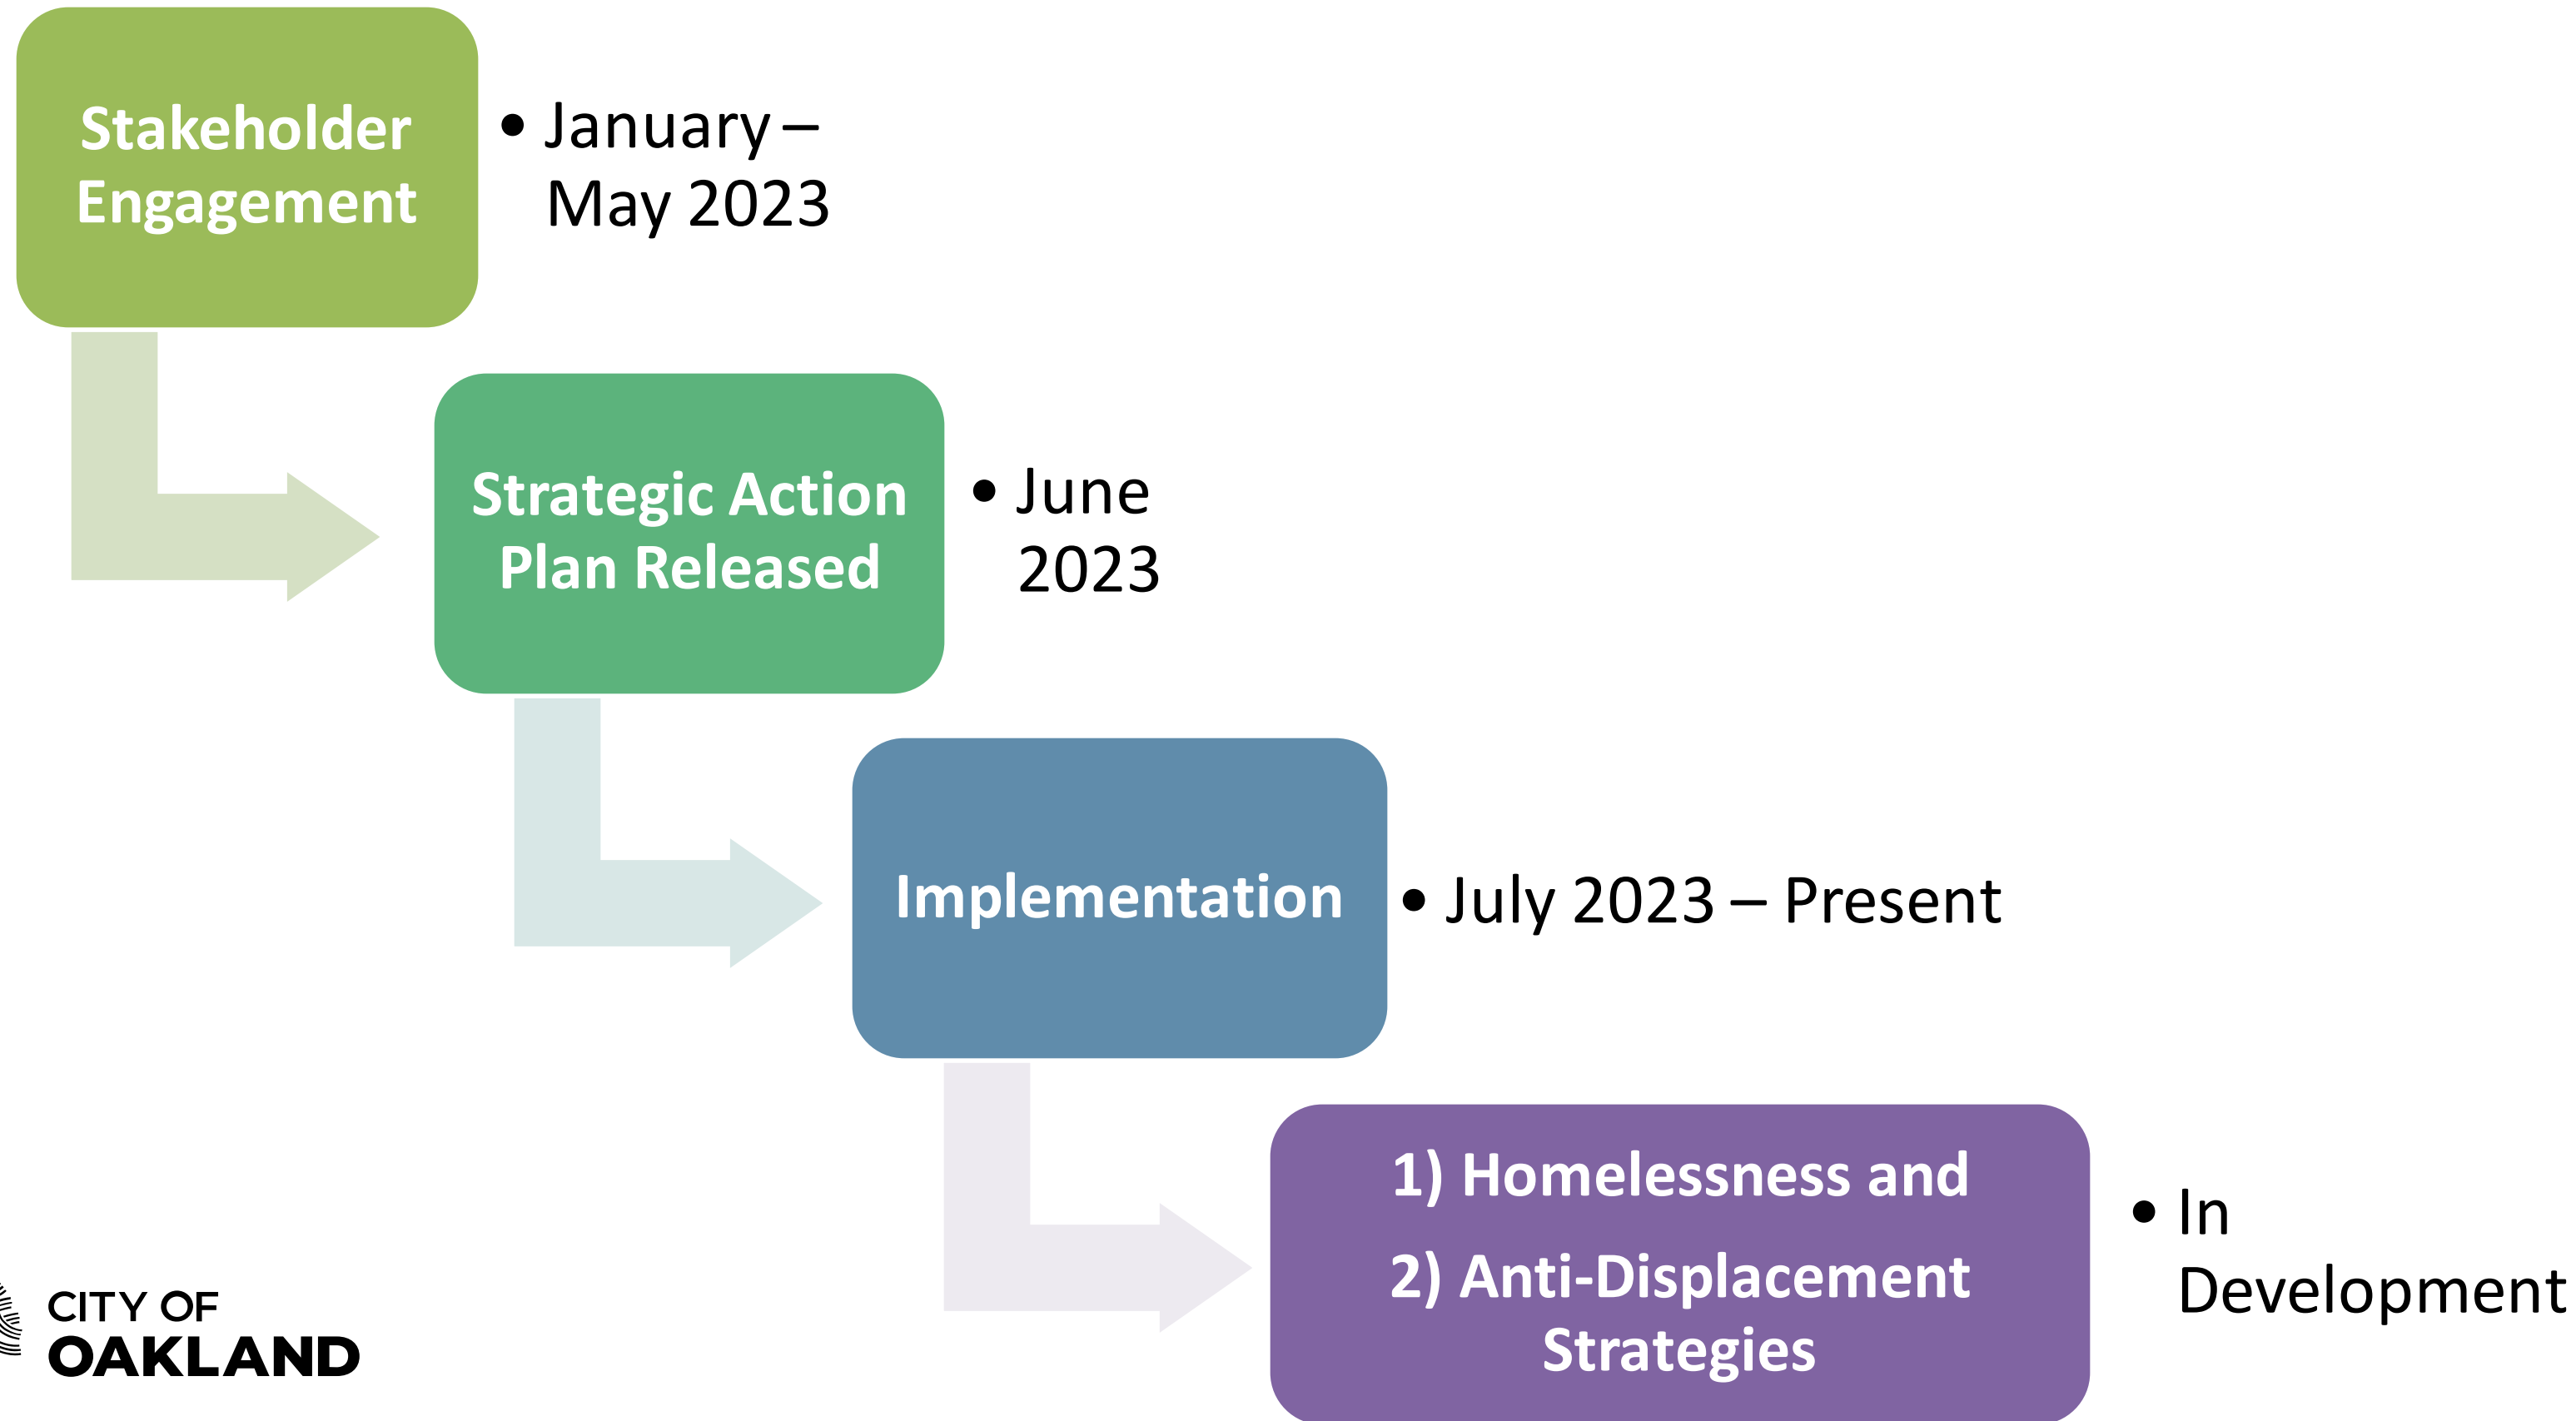 Stakeholder
Engagement
• January –
May 2023
Strategic Action
Plan Released
• June
2023
Implementation
• July 2023 – Present
1) Homelessness and
2) Anti-Displacement
Strategies
• In
Development
CITY OF
OAKLAND